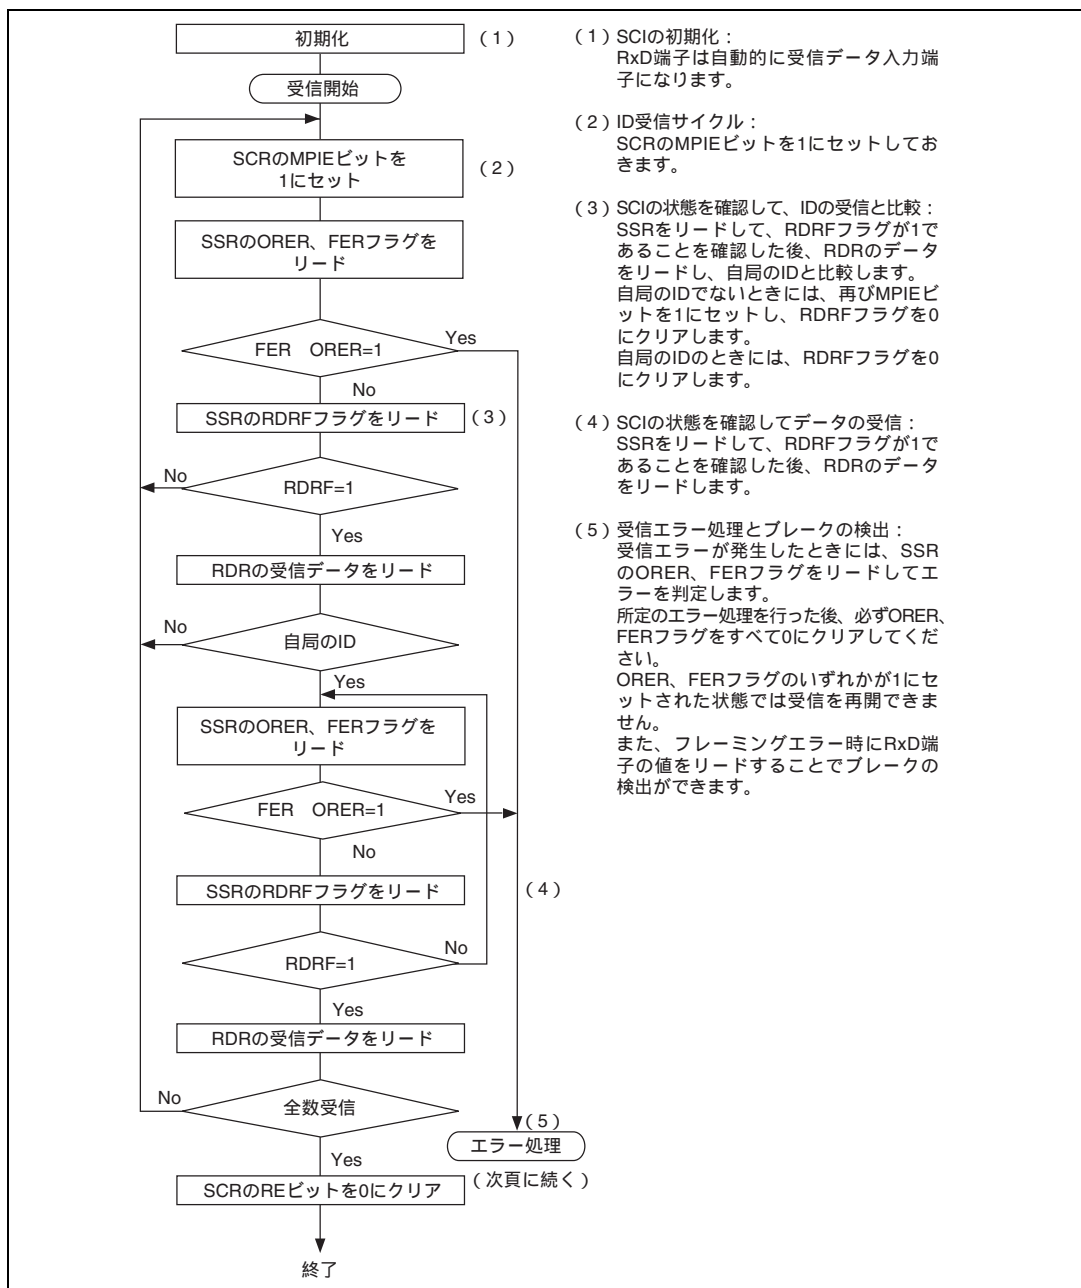 初期化
(1)
受信開始
SCRのMPIEビットを
1にセット
(2)
SSRのORER、FERフラグを
リード
FER ORER=1
Yes
No
SSRのRDRFフラグをリード
(3)
RDRF=1
No
Yes
RDRの受信データをリード
自局のID
No
Yes
SSRのORER、FERフラグを
リード
FER ORER=1
Yes
No
SSRのRDRFフラグをリード
(4)
RDRF=1
No
Yes
RDRの受信データをリード
全数受信
No
Yes
(5)
エラー処理
(次頁に続く)
SCRのREビットを0にクリア
終了
(1)SCIの初期化:
RxD端子は自動的に受信データ入力端
子になります。
(2)ID受信サイクル:
SCRのMPIEビットを1にセットしてお
きます。
(3)SCIの状態を確認して、IDの受信と比較:
SSRをリードして、RDRFフラグが1で
あることを確認した後、RDRのデータ
をリードし、自局のIDと比較します。
自局のIDでないときには、再びMPIEビ
ットを1にセットし、RDRFフラグを0
にクリアします。
自局のIDのときには、RDRFフラグを0
にクリアします。
(4)SCIの状態を確認してデータの受信:
SSRをリードして、RDRFフラグが1で
あることを確認した後、RDRのデータ
をリードします。
(5)受信エラー処理とブレークの検出:
受信エラーが発生したときには、SSR
のORER、FERフラグをリードしてエ
ラーを判定します。
所定のエラー処理を行った後、必ずORER、
FERフラグをすべて0にクリアしてくだ
さい。
ORER、FERフラグのいずれかが1にセ
ットされた状態では受信を再開できま
せん。
また、フレーミングエラー時にRxD端
子の値をリードすることでブレークの
検出ができます。